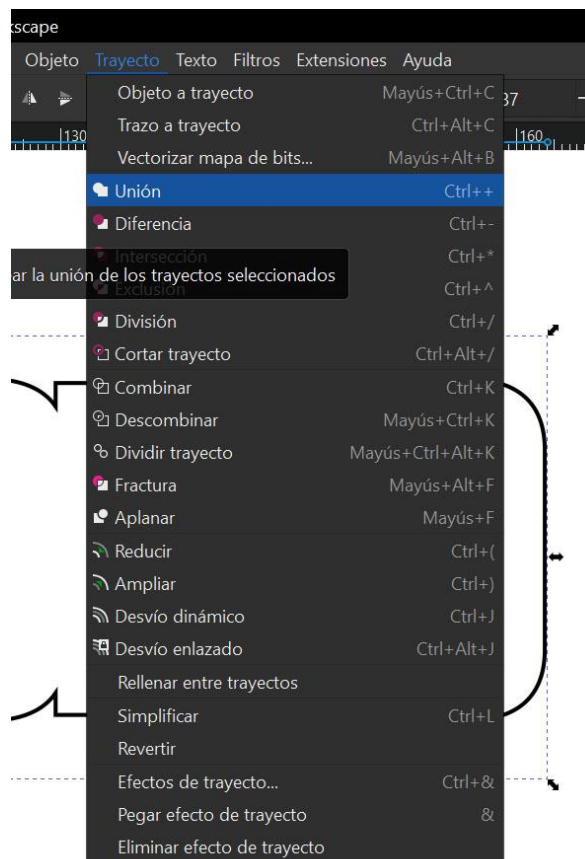 kscape
Objeto Trayecto Texto Filtros Extensiones Ayuda
Objeto a trayecto Mayús+Ctrl+C
37
Trazo a trayecto Ctrl+Alt+C
130
160
Vectorizar mapa de bits... Mayús+Alt+B
Unión Ctrl++
Diferencia Ctrl+-
Intersección Ctrl+*
ar la unión de los trayectos seleccionados
Exclusión Ctrl+^
División Ctrl+/
Cortar trayecto Ctrl+Alt+/
Combinar Ctrl+K
Descombinar Mayús+Ctrl+K
Dividir trayecto Mayús+Ctrl+Alt+K
Fractura Mayús+Alt+F
Aplanar Mayús+F
Reducir Ctrl+(
Ampliar Ctrl+)
Desvío dinámico Ctrl+J
Desvío enlazado Ctrl+Alt+J
Rellenar entre trayectos
Simplificar Ctrl+L
Revertir
Efectos de trayecto... Ctrl+&
Pegar efecto de trayecto &
Eliminar efecto de trayecto